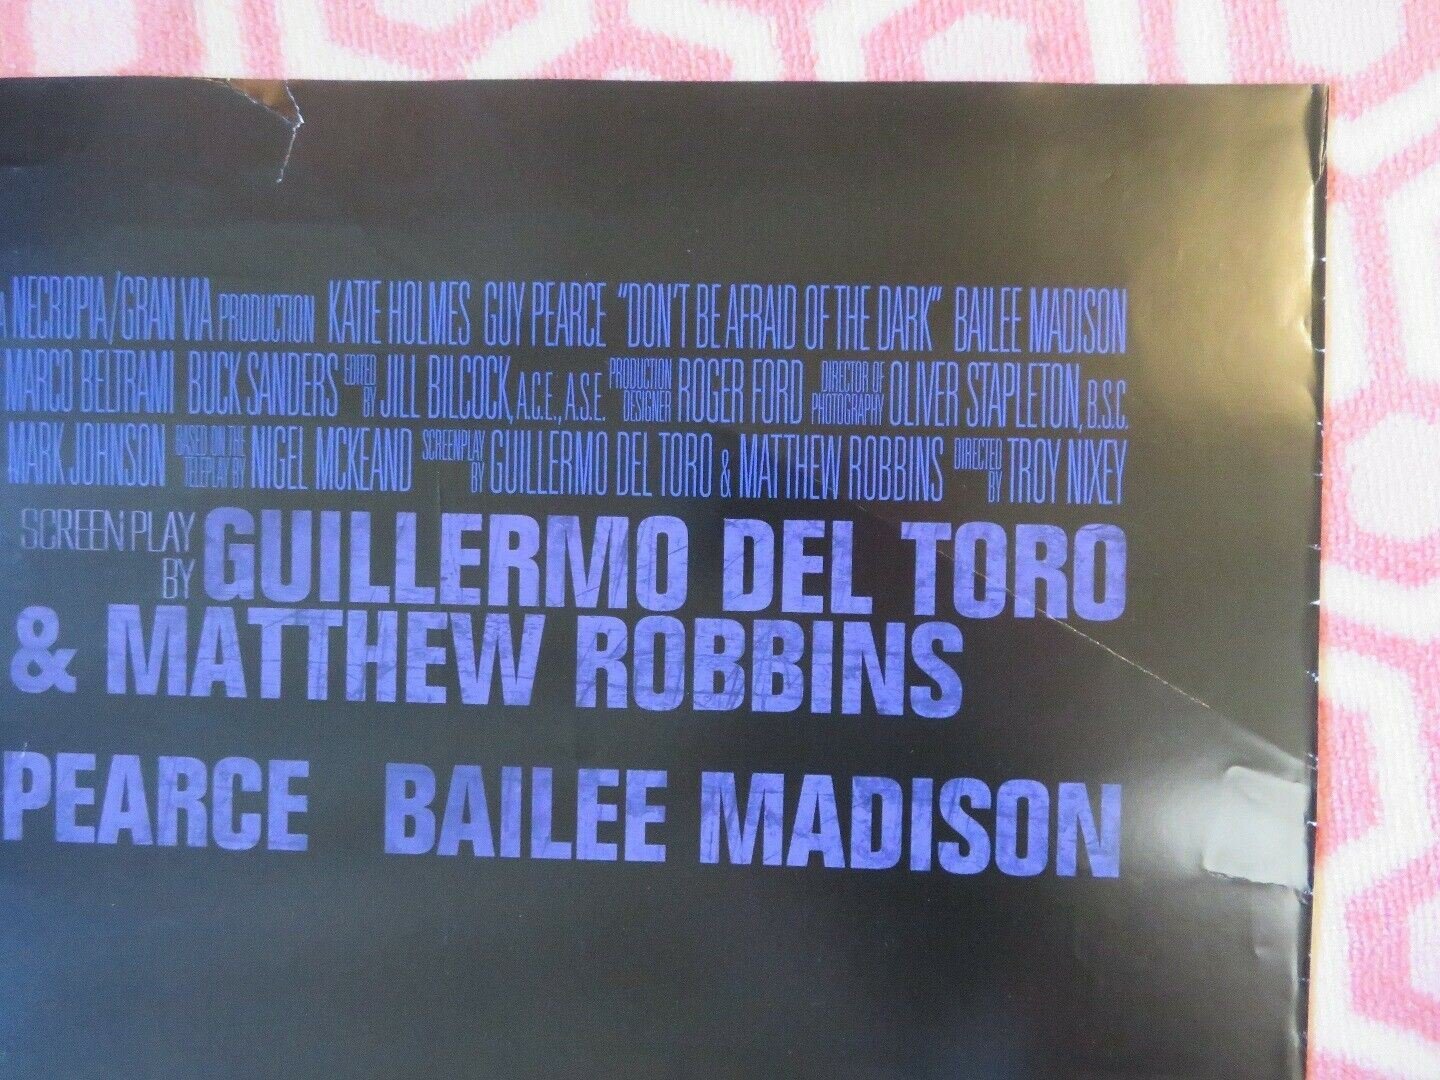 A NECROPIA/GRAN VIA PRODUCTION KATIE HOLMES GUY PEARCE "DON'T BE AFRAID OF THE DARK" BAILEE MADISON
MARCO BELTRAMI BUCK SANDERS EDITED BY JILL BILCOCK, A.C.E., A.S.E. PRODUCTION DESIGNER ROGER FORD DIRECTOR OF PHOTOGRAPHY OLIVER STAPLETON, B.S.C.
MARK JOHNSON BASED ON THE TELEPLAY BY NIGEL MCKEAND SCREENPLAY BY GUILLERMO DEL TORO & MATTHEW ROBBINS DIRECTED BY TROY NIXEY
SCREENPLAY BY GUILLERMO DEL TORO
& MATTHEW ROBBINS
PEARCE BAILEE MADISON